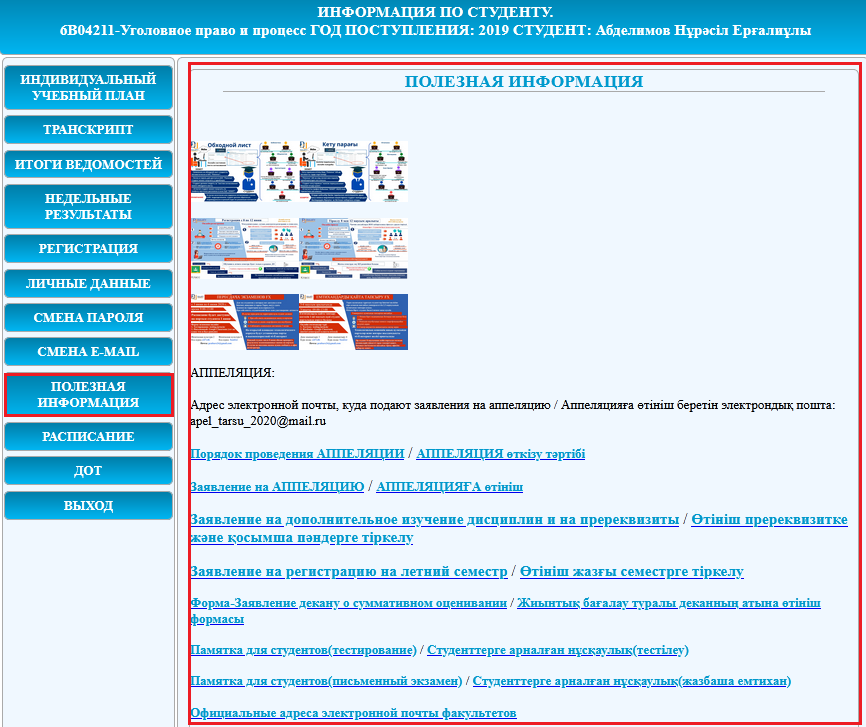 ИНФОРМАЦИЯ ПО СТУДЕНТУ.
6B04211-Уголовное право и процесс ГОД ПОСТУПЛЕНИЯ: 2019 СТУДЕНТ: Абделимов Нұрәсіл Ерғалиұлы
ИНДИВИДУАЛЬНЫЙ
УЧЕБНЫЙ ПЛАН
ТРАНСКРИПТ
ИТОГИ ВЕДОМОСТЕЙ
НЕДЕЛЬНЫЕ
РЕЗУЛЬТАТЫ
РЕГИСТРАЦИЯ
ЛИЧНЫЕ ДАННЫЕ
СМЕНА ПАРОЛЯ
СМЕНА E-MAIL
ПОЛЕЗНАЯ
ИНФОРМАЦИЯ
РАСПИСАНИЕ
ДОТ
ВЫХОД
ПОЛЕЗНАЯ ИНФОРМАЦИЯ
Обходной лист
Кету парағы
АППЕЛЯЦИЯ:
Адрес электронной почты, куда подают заявления на аппеляцию / Аппеляцияға өтініш беретін электрондық пошта:
apel_tarsu_2020@mail.ru
Порядок проведения АППЕЛЯЦИИ / АППЕЛЯЦИЯ өткізу тәртібі
Заявление на АППЕЛЯЦИЮ / АППЕЛЯЦИЯҒА өтініш
Заявление на дополнительное изучение дисциплин и на пререквизиты / Өтініш пререквизитке
және қосымша пәндерге тіркелу
Заявление на регистрацию на летний семестр / Өтініш жазғы семестрге тіркелу
Форма-Заявление декану о суммативном оценивании / Жиынтық бағалау туралы деканның атына өтініш
формасы
Памятка для студентов(тестирование) / Студенттерге арналған нұсқаулық(тестілеу)
Памятка для студентов(письменный экзамен) / Студенттерге арналған нұсқаулық(жазбаша емтихан)
Официальные адреса электронной почты факультетов